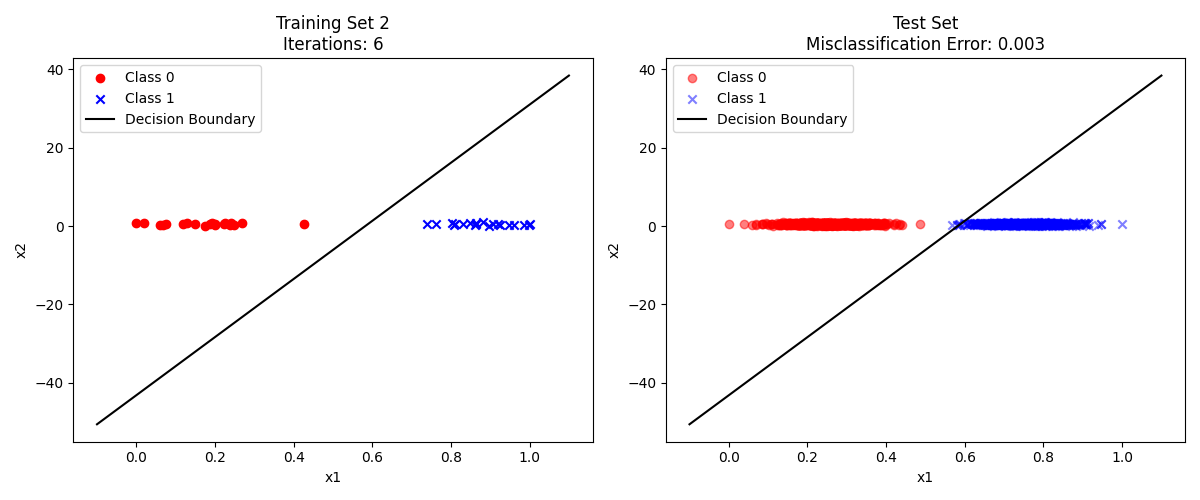 Training Set 2
Iterations: 6
Class 0
Class 1
Decision Boundary
40
20
0
−20
−40
x2
0.0
0.2
0.4
0.6
0.8
1.0
x1
Test Set
Misclassification Error: 0.003
Class 0
Class 1
Decision Boundary
40
20
0
−20
−40
x2
0.0
0.2
0.4
0.6
0.8
1.0
x1